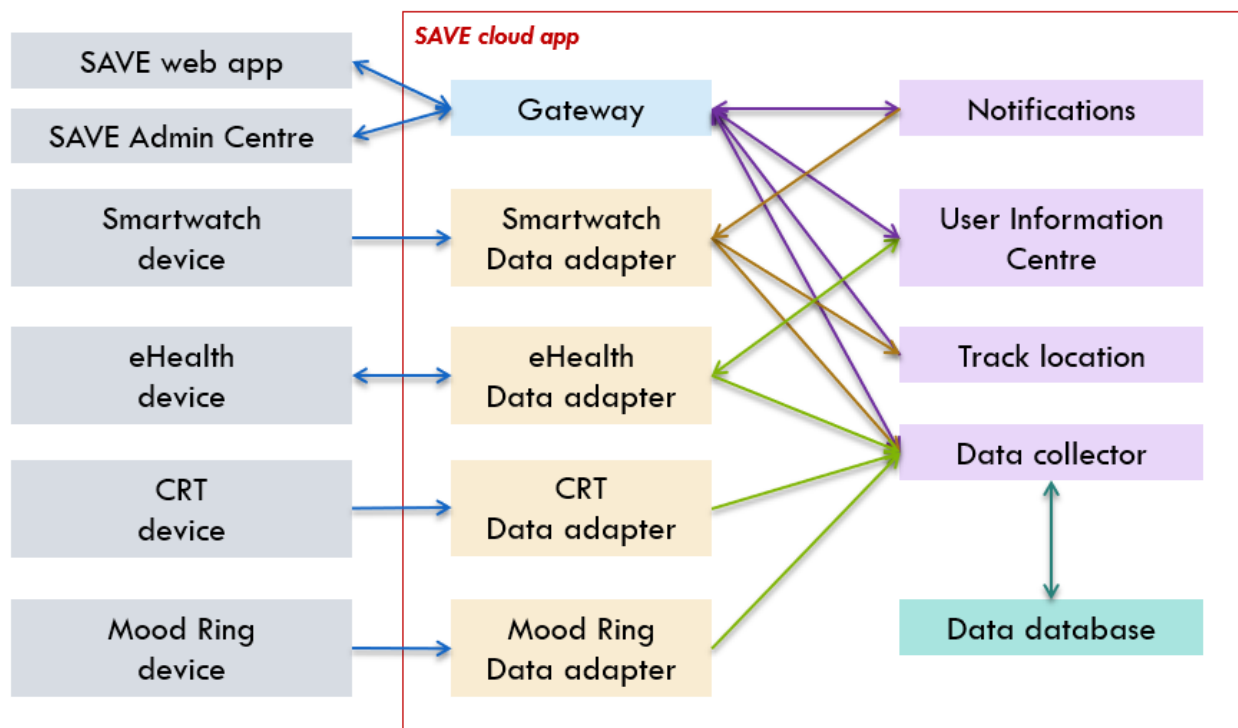 SAVE cloud app
SAVE web app
Gateway
Notifications
SAVE Admin Centre
Smartwatch
device
Smartwatch
Data adapter
User Information
Centre
eHealth
device
eHealth
Data adapter
Track location
Data collector
CRT
device
CRT
Data adapter
Mood Ring
device
Mood Ring
Data adapter
Data database